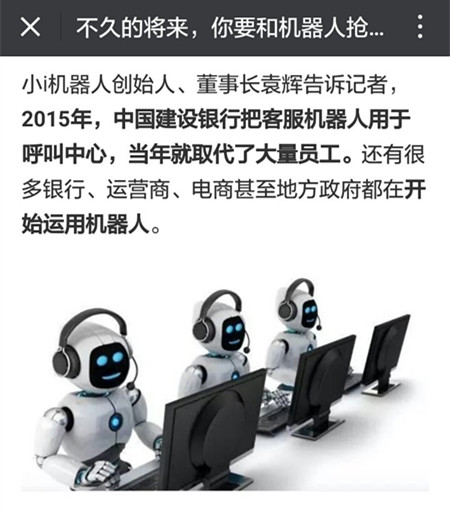 不久的将来，你要和机器人抢...
小i机器人创始人、董事长袁辉告诉记者，
2015年，中国建设银行把客服机器人用于
呼叫中心，当年就取代了大量员工。还有很
多银行、运营商、电商甚至地方政府都在开
始运用机器人。